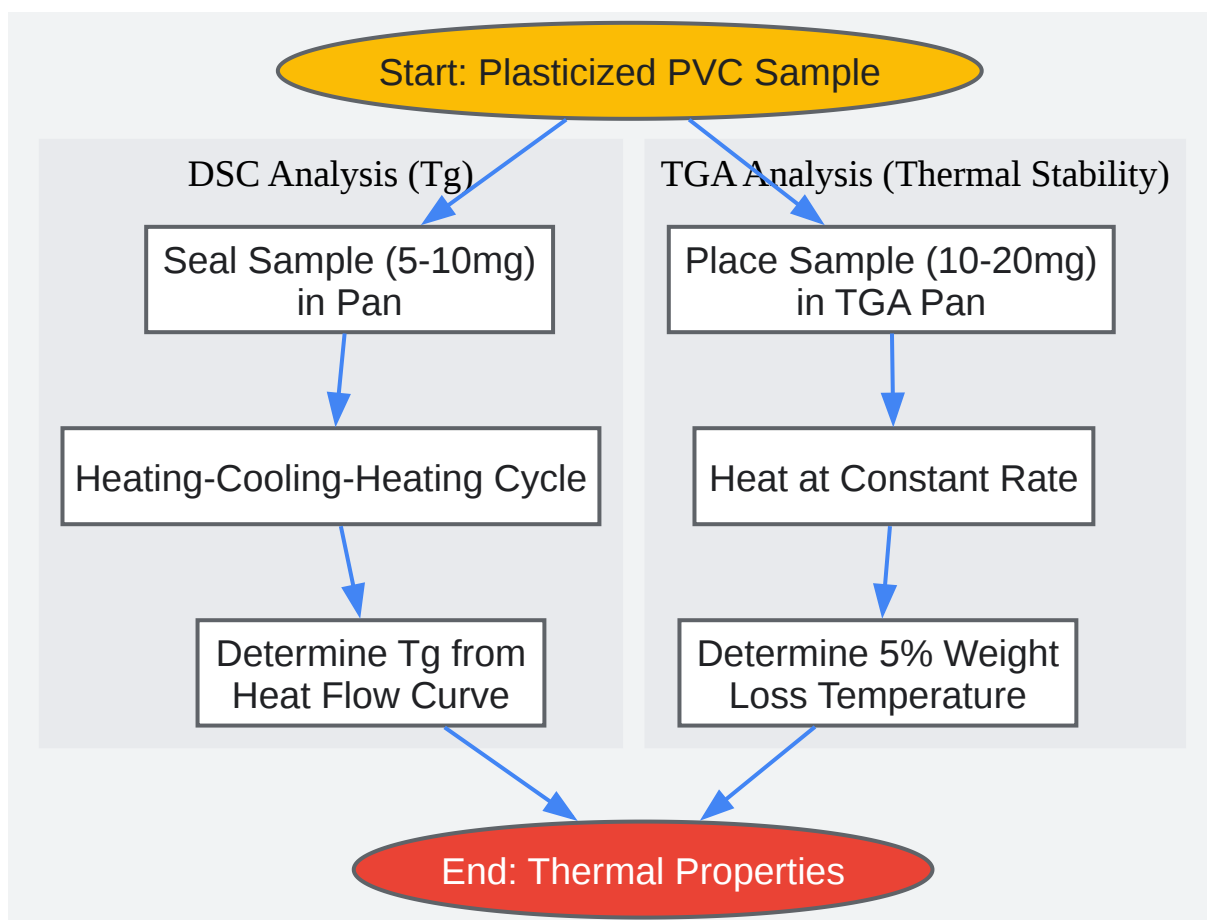 Start: Plasticized PVC Sample
DSC Analysis (Tg)
Seal Sample (5-10mg)
in Pan
Heating-Cooling-Heating Cycle
Determine Tg from
Heat Flow Curve
TGA Analysis (Thermal Stability)
Place Sample (10-20mg)
in TGA Pan
Heat at Constant Rate
Determine 5% Weight
Loss Temperature
End: Thermal Properties